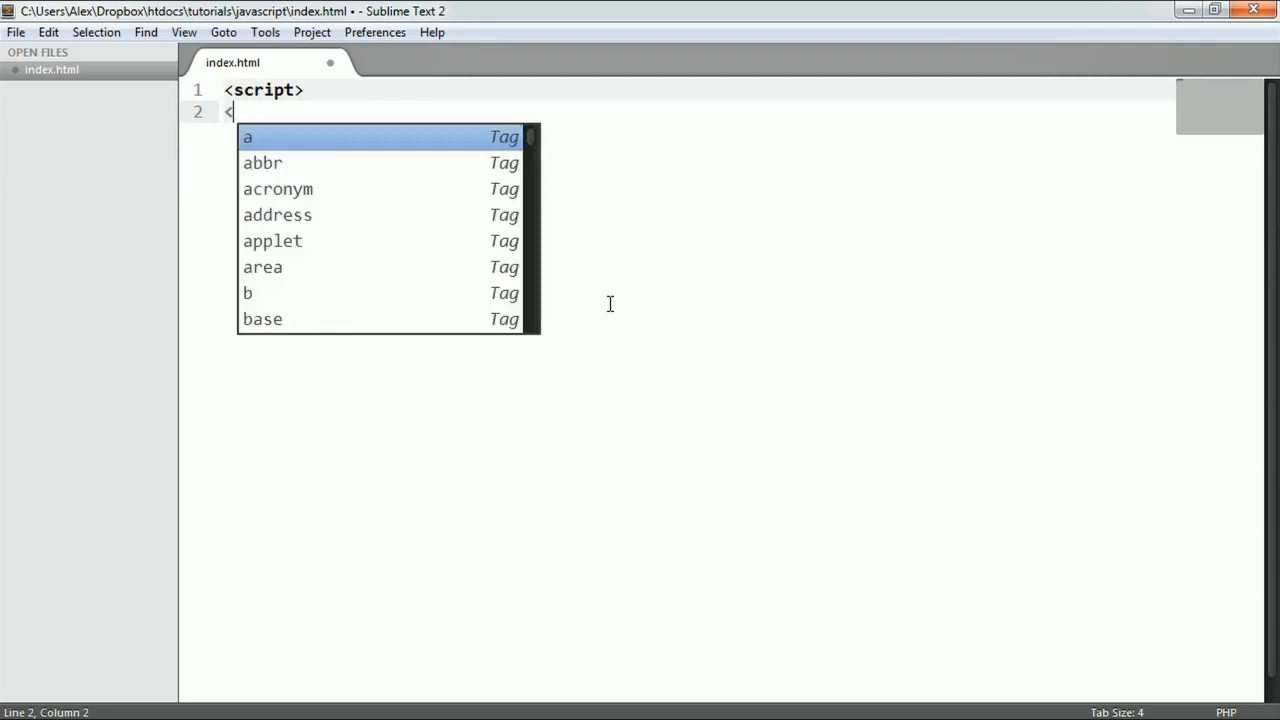 C:\Users\Alex\Dropbox\htdocs\tutorials\javascript\index.html • - Sublime Text 2
File Edit Selection Find View Goto Tools Project Preferences Help
OPEN FILES
index.html
index.html
1 <script>
2 <
a Tag
abbr Tag
acronym Tag
address Tag
applet Tag
area Tag
b Tag
base Tag
Line 2, Column 2 Tab Size: 4 PHP